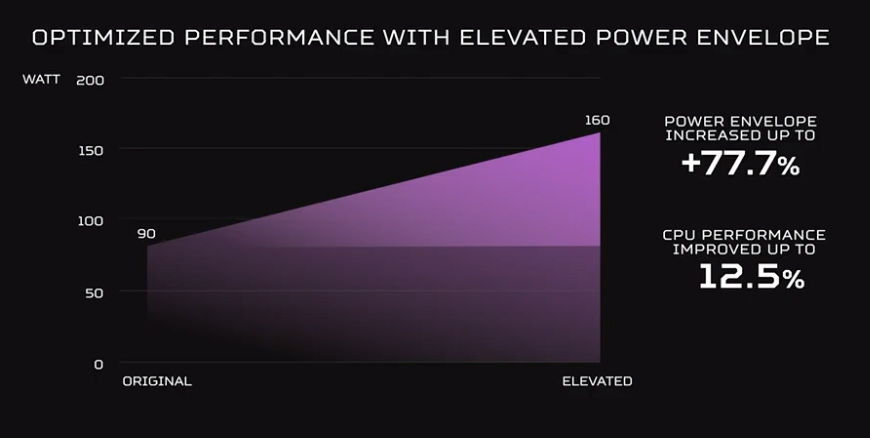 OPTIMIZED PERFORMANCE WITH ELEVATED POWER ENVELOPE
WATT 200
160
150
100
90
50
0
ORIGINAL ELEVATED
POWER ENVELOPE
INCREASED UP TO
+77.7%
CPU PERFORMANCE
IMPROVED UP TO
12.5%